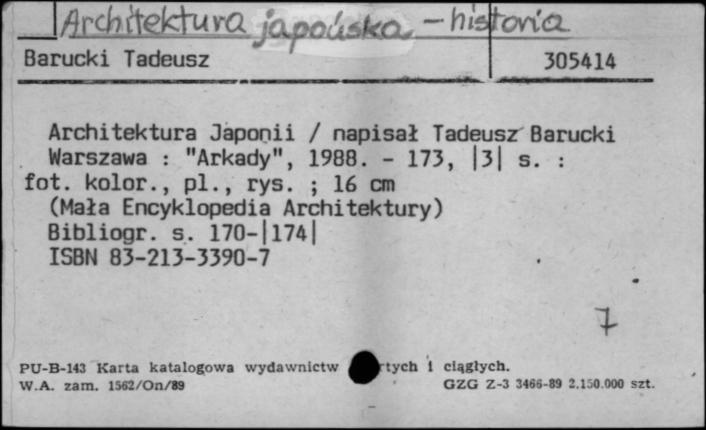 Architektura japońska – historia
Barucki Tadeusz 305414
Architektura Japonii / napisał Tadeusz Barucki
Warszawa : "Arkady", 1988. - 173, |3| s. :
fot. kolor., pl., rys. ; 16 cm
(Mała Encyklopedia Architektury)
Bibliogr. s. 170-|174|
ISBN 83-213-3390-7
7
PU-B-143 Karta katalogowa wydawnictw rtych i ciągłych.
W.A. zam. 1562/On/89 GZG Z-3 3466-89 2.150.000 szt.